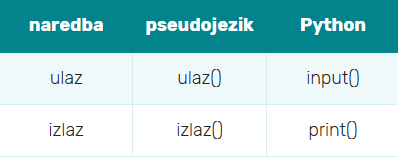 naredba pseudojezik Python
ulaz ulaz() input()
izlaz izlaz() print()